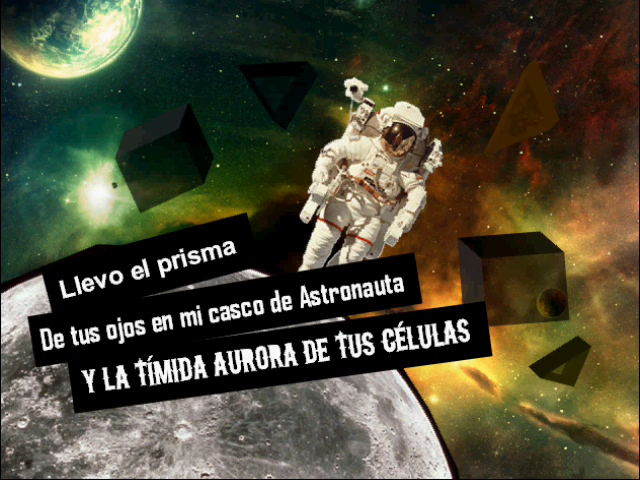 Llevo el prisma
De tus ojos en mi casco de Astronauta
Y LA TÍMIDA AURORA DE TUS CÉLULAS